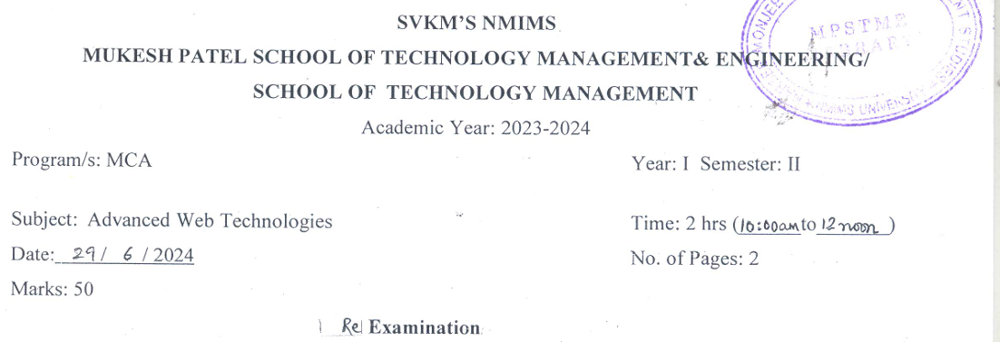 SVKM'S NMIMS
MUKESH PATEL SCHOOL OF TECHNOLOGY MANAGEMENT& ENGINEERING/
SCHOOL OF TECHNOLOGY MANAGEMENT
Academic Year: 2023-2024
Program/s: MCA Year: I Semester: II
Subject: Advanced Web Technologies Time: 2 hrs (10:00am to 12 noon)
Date: 29/ 6 / 2024 No. of Pages: 2
Marks: 50
Re Examination
MPSTME
LIBRARY
NMIMS UNIVERSITY